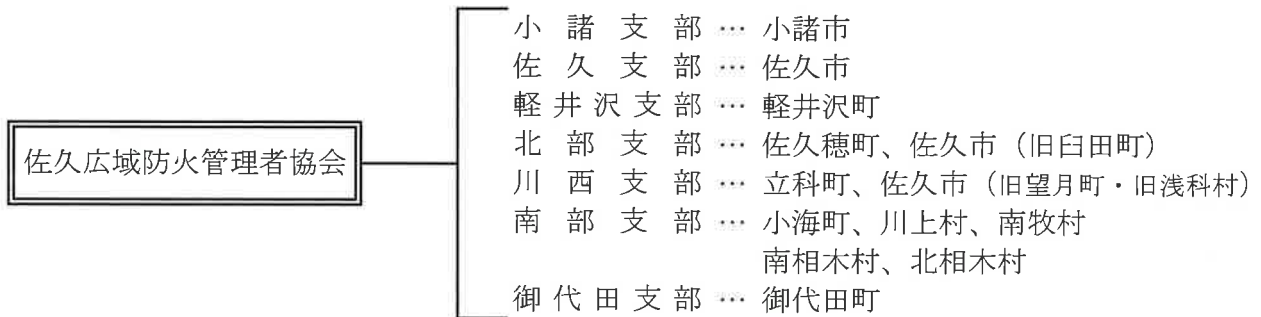 小諸支部…小諸市
佐久支部…佐久市
軽井沢支部…軽井沢町
佐久広域防火管理者協会
北部支部…佐久穂町、佐久市（旧臼田町）
川西支部…立科町、佐久市（旧望月町・旧浅科村）
南部支部…小海町、川上村、南牧村
南相木村、北相木村
御代田支部…御代田町